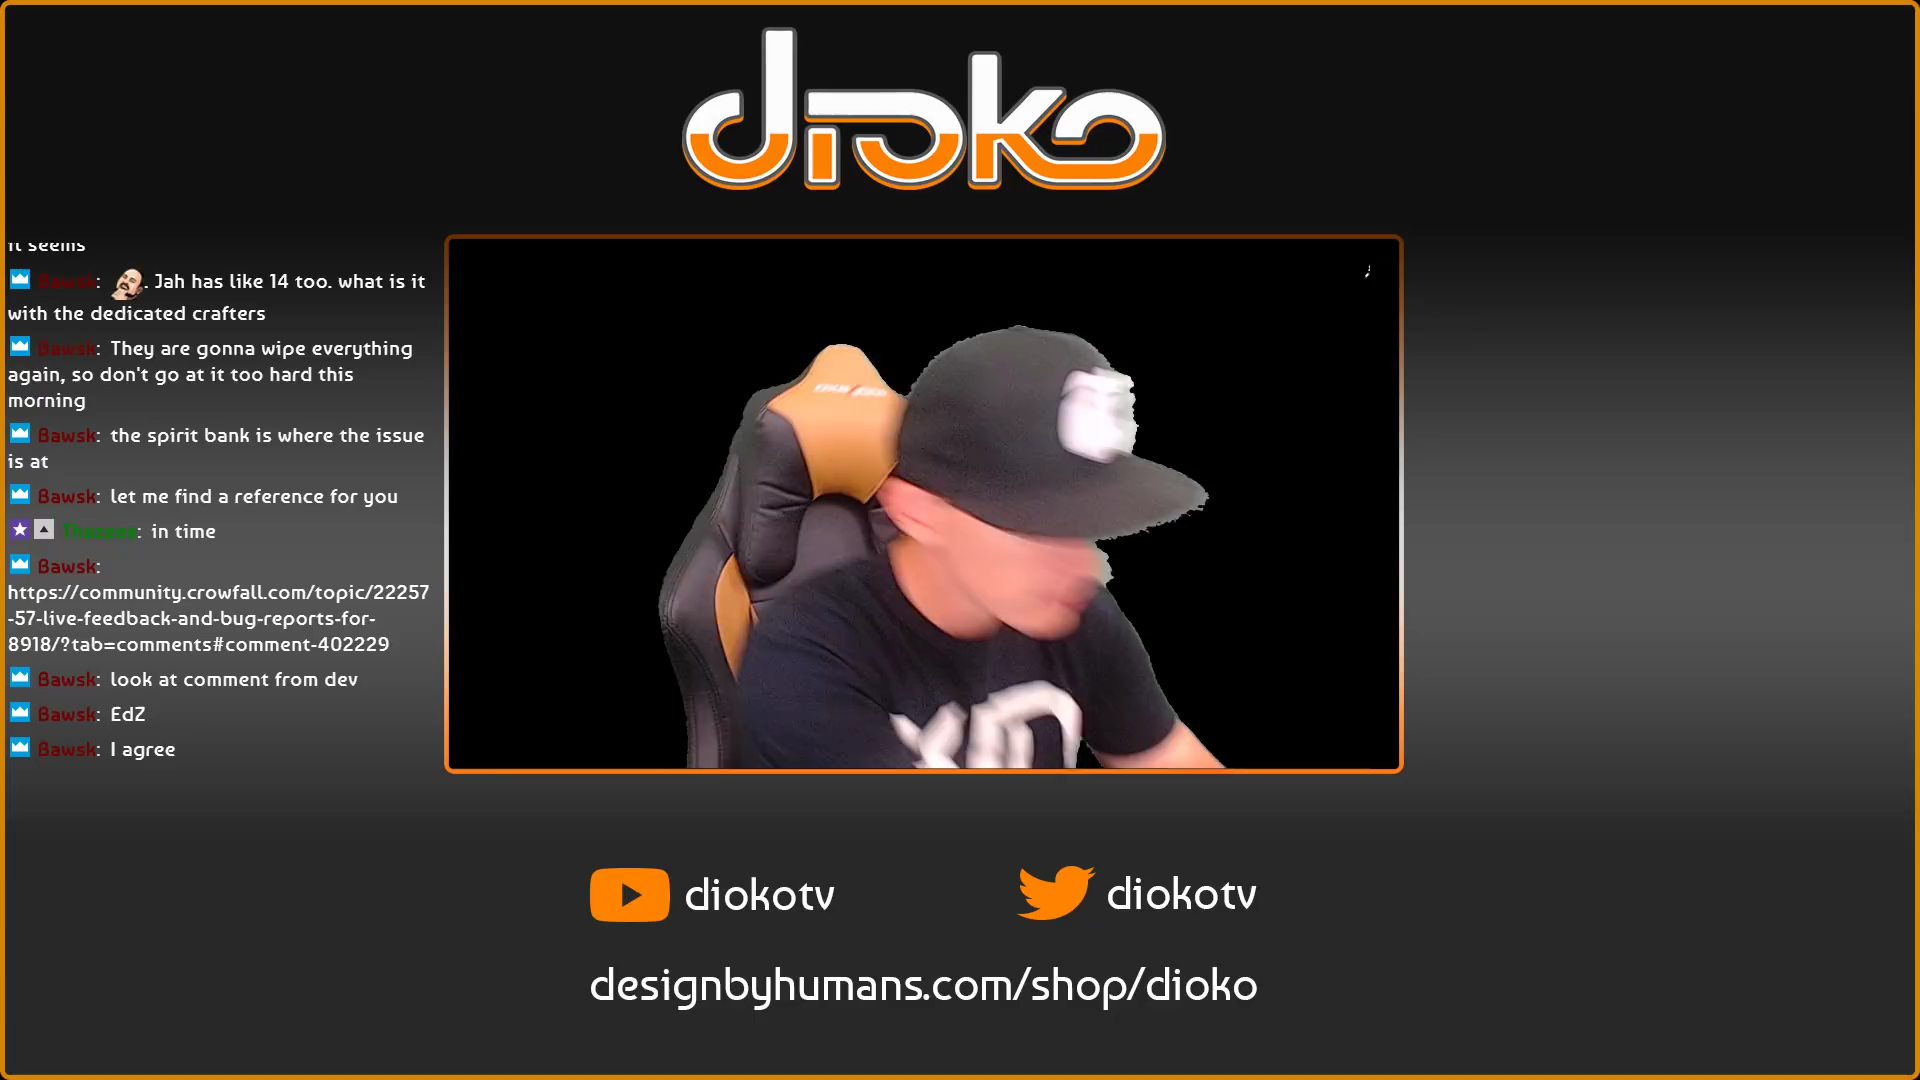 dioko
it seems
Bawsk: . Jah has like 14 too. what is it
with the dedicated crafters
Bawsk: They are gonna wipe everything
again, so don't go at it too hard this
morning
Bawsk: the spirit bank is where the issue
is at
Bawsk: let me find a reference for you
: in time
Bawsk:
https://community.crowfall.com/topic/22257
-57-live-feedback-and-bug-reports-for-
8918/?tab=comments#comment-402229
Bawsk: look at comment from dev
Bawsk: EdZ
Bawsk: I agree
diokotv
diokotv
designbyhumans.com/shop/dioko